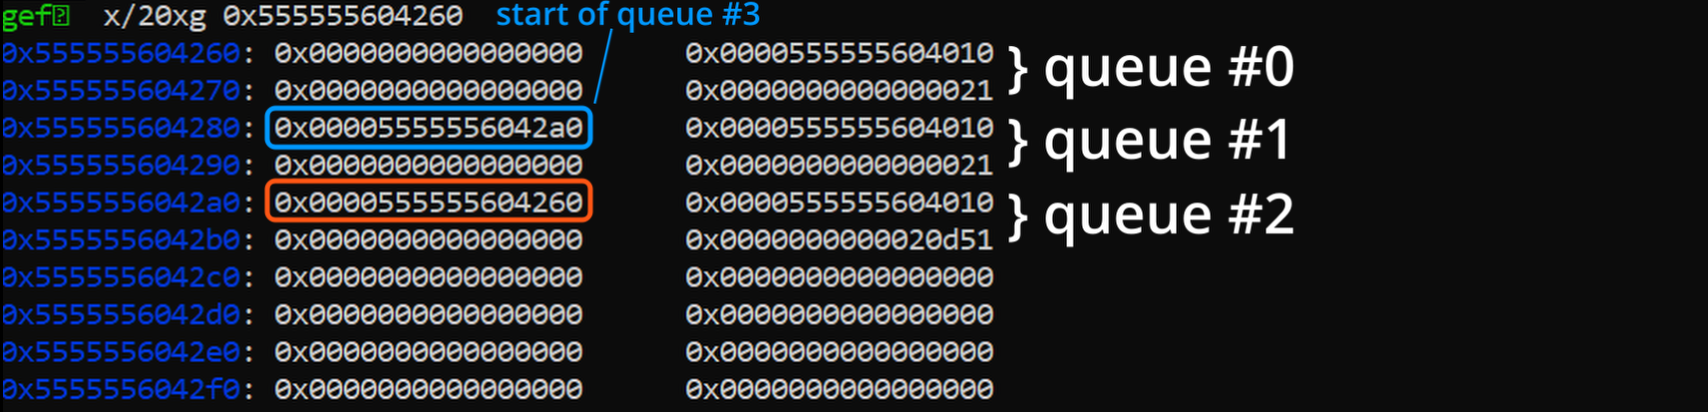 gef x/20xg 0x555555604260 start of queue #3
0x555555604260: 0x0000000000000000 0x0000555555604010 } queue #0
0x555555604270: 0x0000000000000000 0x0000000000000021
0x555555604280: 0x00005555556042a0 0x0000555555604010 } queue #1
0x555555604290: 0x0000000000000000 0x0000000000000021
0x5555556042a0: 0x0000555555604260 0x0000555555604010 } queue #2
0x5555556042b0: 0x0000000000000000 0x0000000000020d51
0x5555556042c0: 0x0000000000000000 0x0000000000000000
0x5555556042d0: 0x0000000000000000 0x0000000000000000
0x5555556042e0: 0x0000000000000000 0x0000000000000000
0x5555556042f0: 0x0000000000000000 0x0000000000000000